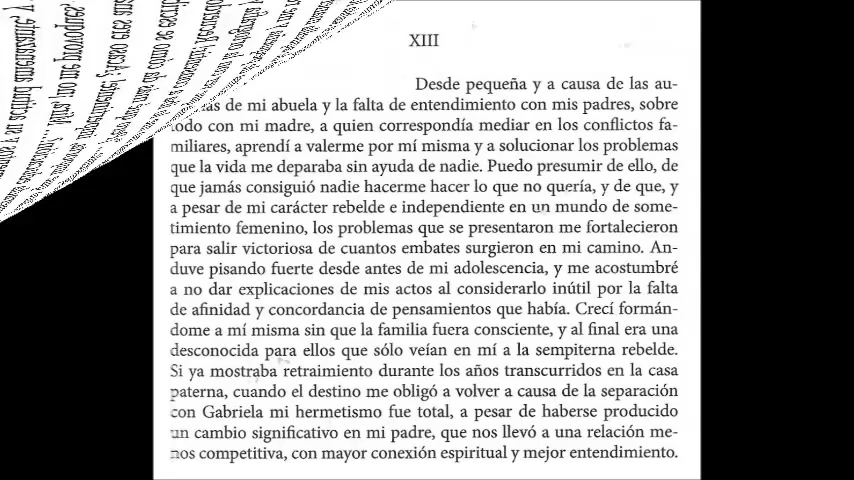 XIII
Desde pequeña y a causa de las au-
de mi abuela y la falta de entendimiento con mis padres, sobre
todo con mi madre, a quien correspondía mediar en los conflictos fa-
miliares, aprendí a valerme por mí misma y a solucionar los problemas
que la vida me deparaba sin ayuda de nadie. Puedo presumir de ello, de
que jamás consiguió nadie hacerme hacer lo que no quería, y de que, y
a pesar de mi carácter rebelde e independiente en un mundo de some-
timiento femenino, los problemas que se presentaron me fortalecieron
para salir victoriosa de cuantos embates surgieron en mi camino. An-
duve pisando fuerte desde antes de mi adolescencia, y me acostumbré
a no dar explicaciones de mis actos al considerarlo inútil por la falta
de afinidad y concordancia de pensamientos que había. Crecí formán-
dome a mí misma sin que la familia fuera consciente, y al final era una
desconocida para ellos que sólo veían en mí a la sempiterna rebelde.
Si ya mostraba retraimiento durante los años transcurridos en la casa
paterna, cuando el destino me obligó a volver a causa de la separación
con Gabriela mi hermetismo fue total, a pesar de haberse producido
un cambio significativo en mi padre, que nos llevó a una relación me-
nos competitiva, con mayor conexión espiritual y mejor entendimiento.